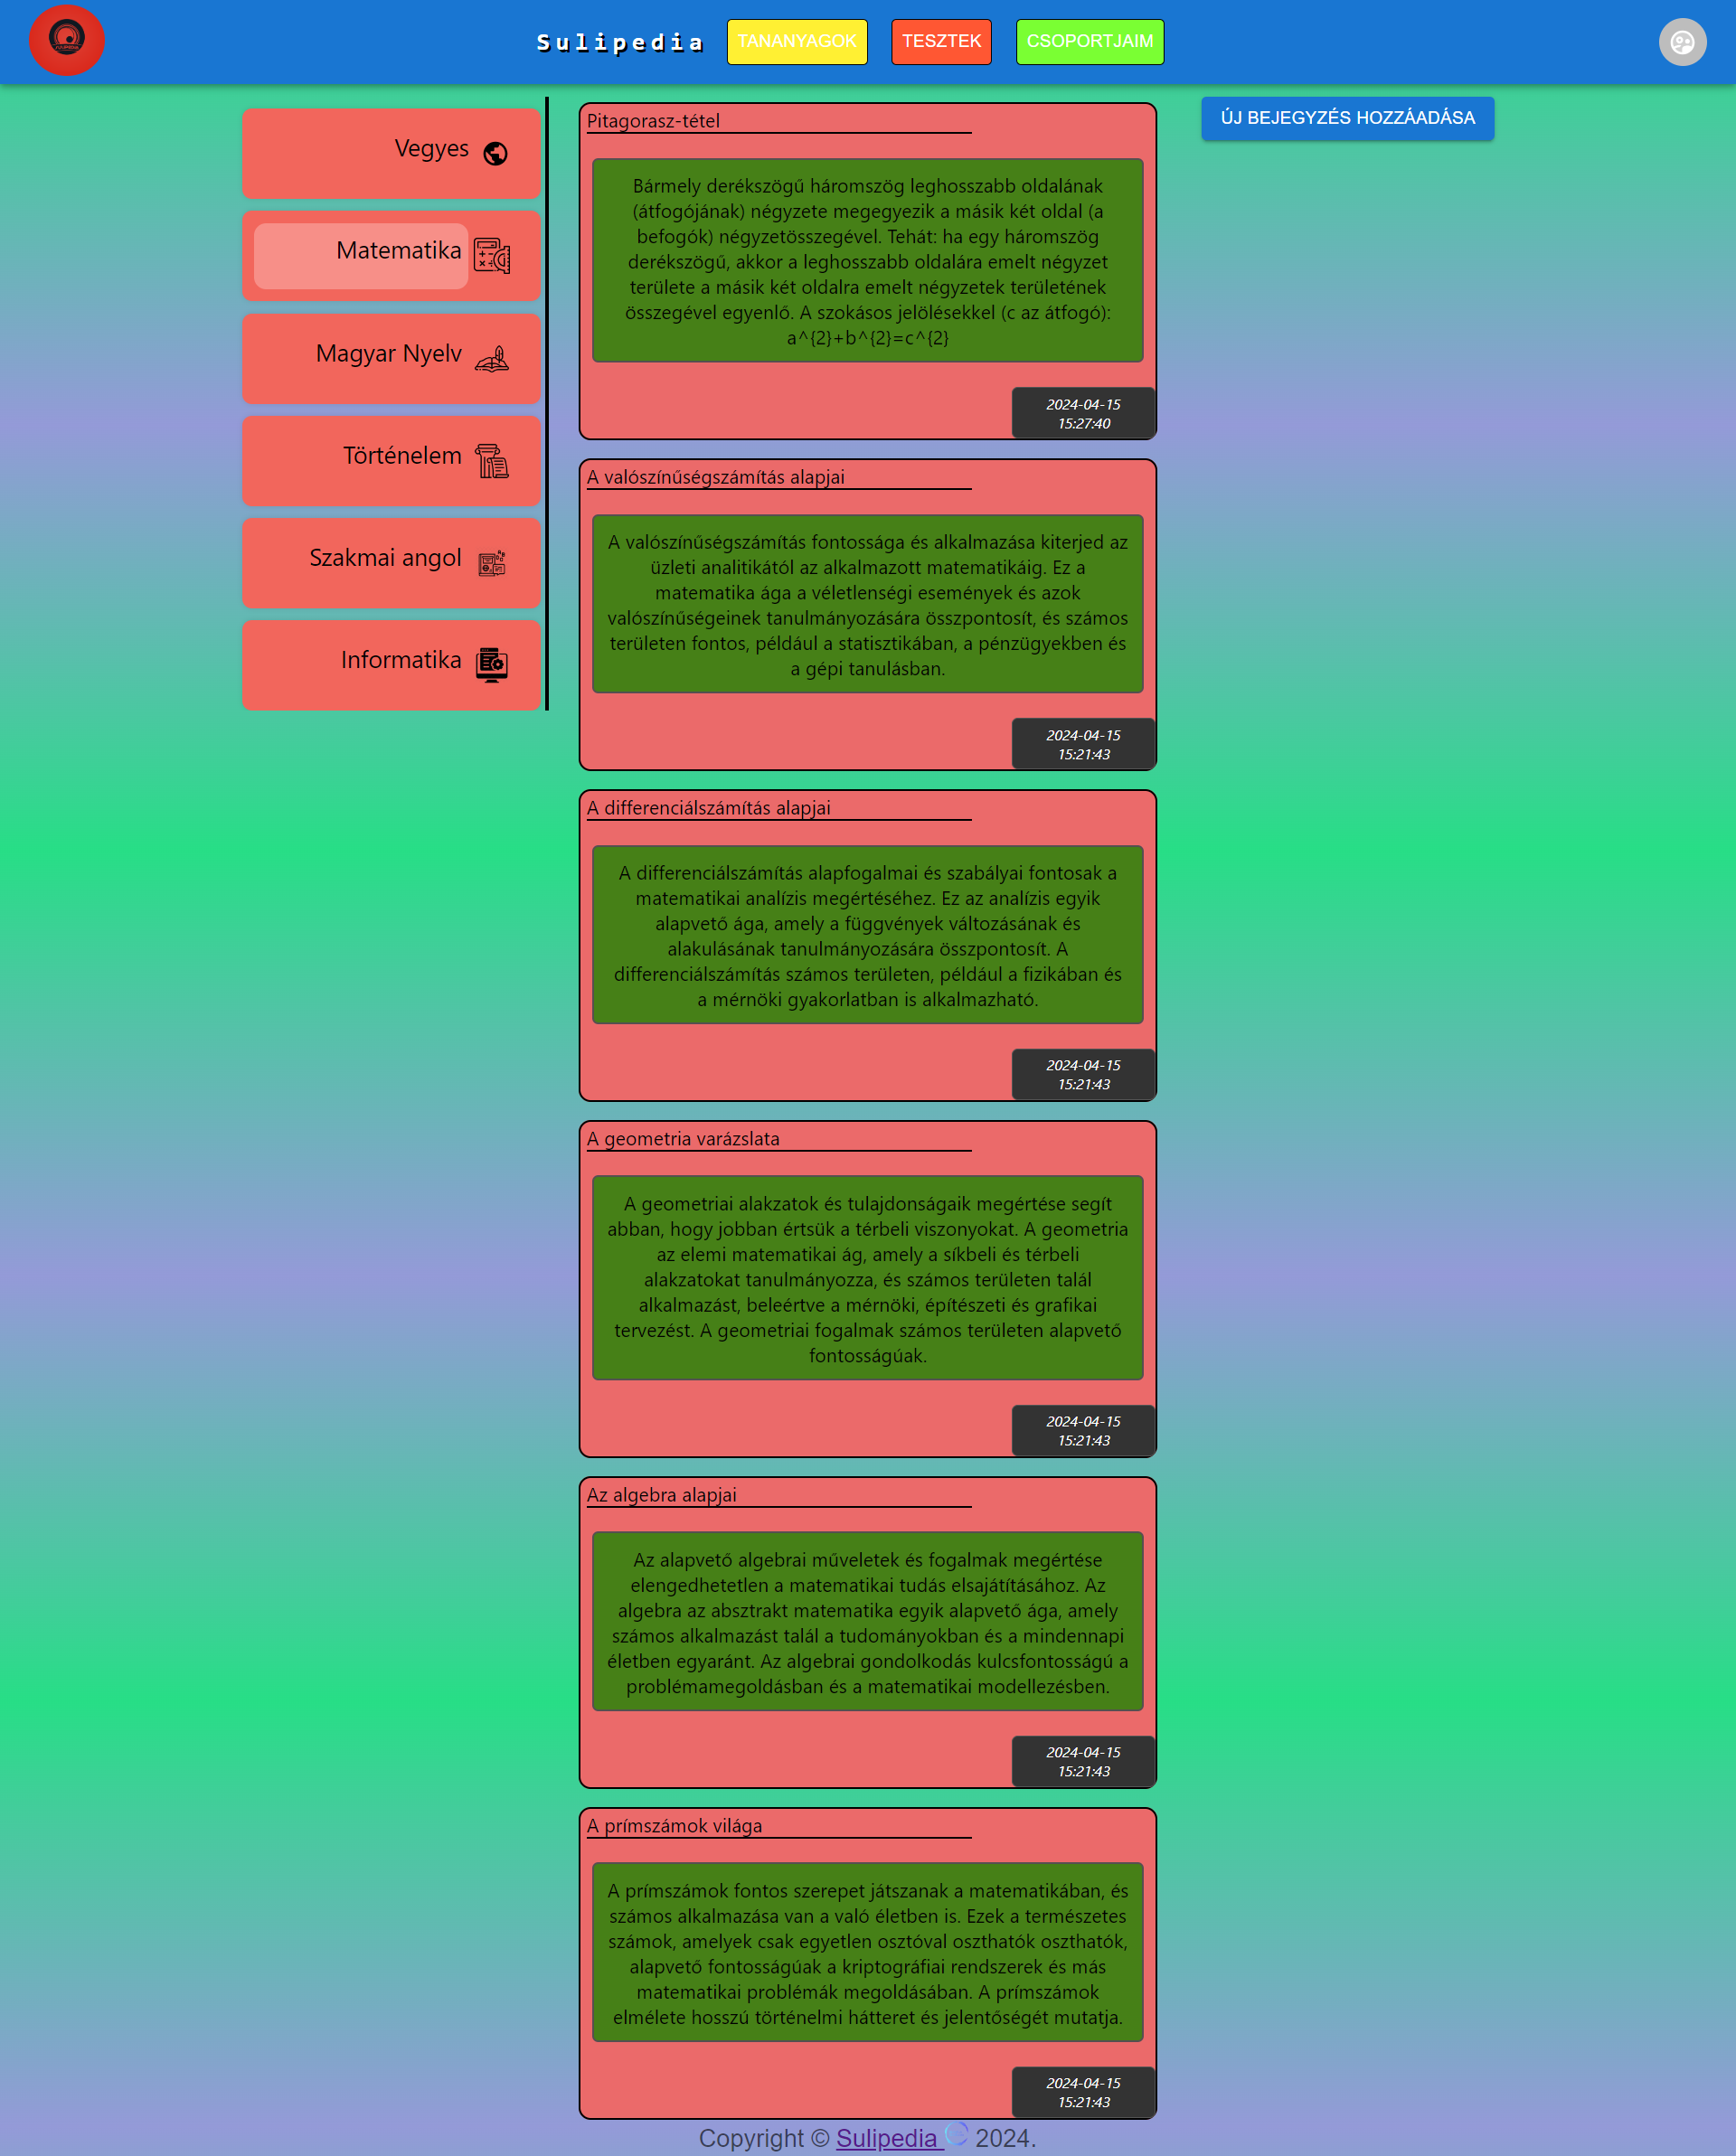 SULIPEDIA
Sulipedia
TANANYAGOK
TESZTEK
CSOPORTJAIM
Vegyes
Matematika
Magyar Nyelv
Történelem
Szakmai angol
Informatika
Pitagorasz-tétel
Bármely derékszögű háromszög leghosszabb oldalának
(átfogójának) négyzete megegyezik a másik két oldal (a
befogók) négyzetösszegével. Tehát: ha egy háromszög
derékszögű, akkor a leghosszabb oldalára emelt négyzet
területe a másik két oldalra emelt négyzetek területének
összegével egyenlő. A szokásos jelölésekkel (c az átfogó):
a^{2}+b^{2}=c^{2}
2024-04-15
15:27:40
A valószínűségszámítás alapjai
A valószínűségszámítás fontossága és alkalmazása kiterjed az
üzleti analitikától az alkalmazott matematikáig. Ez a
matematika ága a véletlenségi események és azok
valószínűségeinek tanulmányozására összpontosít, és számos
területen fontos, például a statisztikában, a pénzügyekben és
a gépi tanulásban.
2024-04-15
15:21:43
A differenciálszámítás alapjai
A differenciálszámítás alapfogalmai és szabályai fontosak a
matematikai analízis megértéséhez. Ez az analízis egyik
alapvető ága, amely a függvények változásának és
alakulásának tanulmányozására összpontosít. A
differenciálszámítás számos területen, például a fizikában és
a mérnöki gyakorlatban is alkalmazható.
2024-04-15
15:21:43
A geometria varázslata
A geometriai alakzatok és tulajdonságaik megértése segít
abban, hogy jobban értsük a térbeli viszonyokat. A geometria
az elemi matematikai ág, amely a síkbeli és térbeli
alakzatokat tanulmányozza, és számos területen talál
alkalmazást, beleértve a mérnöki, építészeti és grafikai
tervezést. A geometriai fogalmak számos területen alapvető
fontosságúak.
2024-04-15
15:21:43
Az algebra alapjai
Az alapvető algebrai műveletek és fogalmak megértése
elengedhetetlen a matematikai tudás elsajátításához. Az
algebra az absztrakt matematika egyik alapvető ága, amely
számos alkalmazást talál a tudományokban és a mindennapi
életben egyaránt. Az algebrai gondolkodás kulcsfontosságú a
problémamegoldásban és a matematikai modellezésben.
2024-04-15
15:21:43
A prímszámok világa
A prímszámok fontos szerepet játszanak a matematikában, és
számos alkalmazása van a való életben is. Ezek a természetes
számok, amelyek csak egyetlen osztóval oszthatók oszthatók,
alapvető fontosságúak a kriptográfiai rendszerek és más
matematikai problémák megoldásában. A prímszámok
elmélete hosszú történelmi hátteret és jelentőségét mutatja.
2024-04-15
15:21:43
ÚJ BEJEGYZÉS HOZZÁADÁSA
Copyright © Sulipedia 2024.